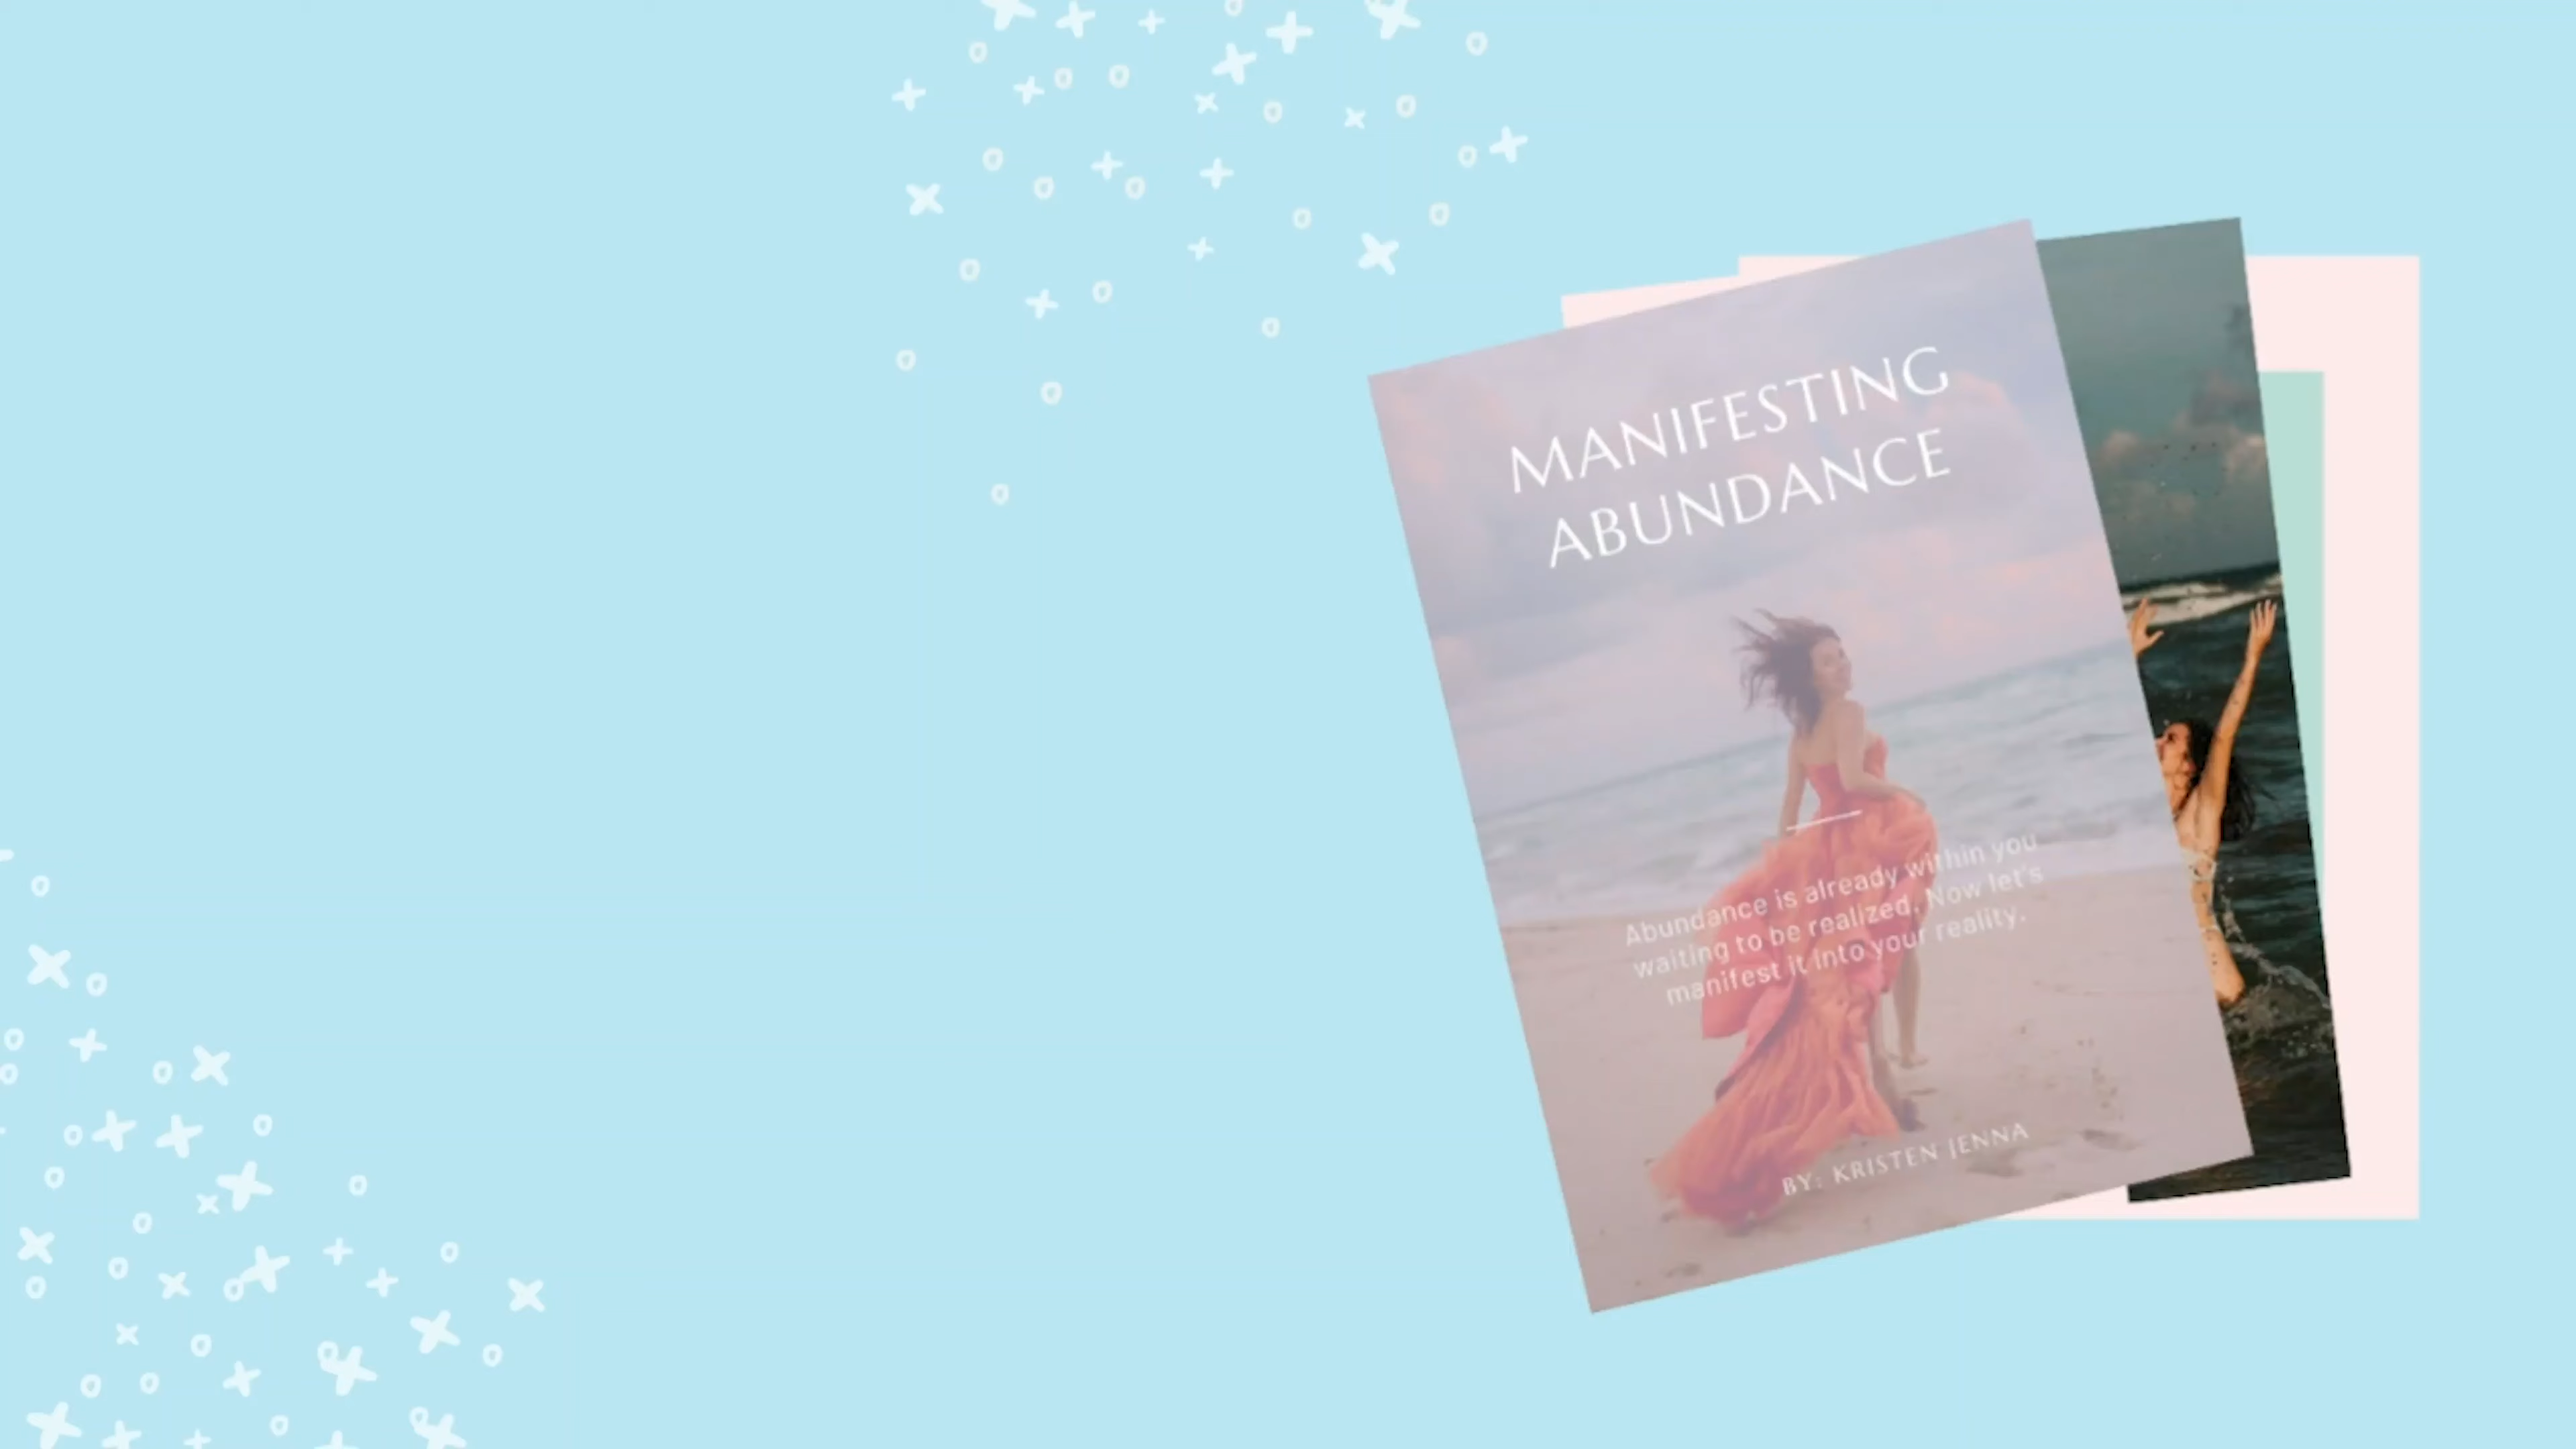 MANIFESTING
ABUNDANCE
Abundance is already within you
waiting to be realized. Now let's
manifest it into your reality.
BY: KRISTEN JENNA